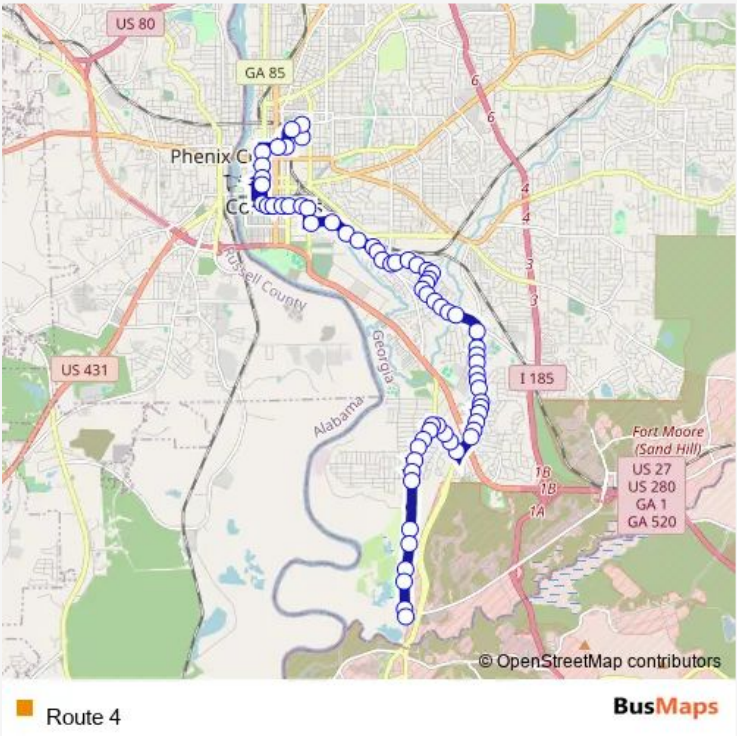 US 80
GA 85
6
6
Phenix C
Co
s
4
4
3
3
Russell County
Georgia
US 431
I 185
Alabama
Fort Moore
(Sand Hill)
US 27
US 280
GA 1
GA 520
1B
1B
1A
© OpenStreetMap contributors
Route 4
BusMaps